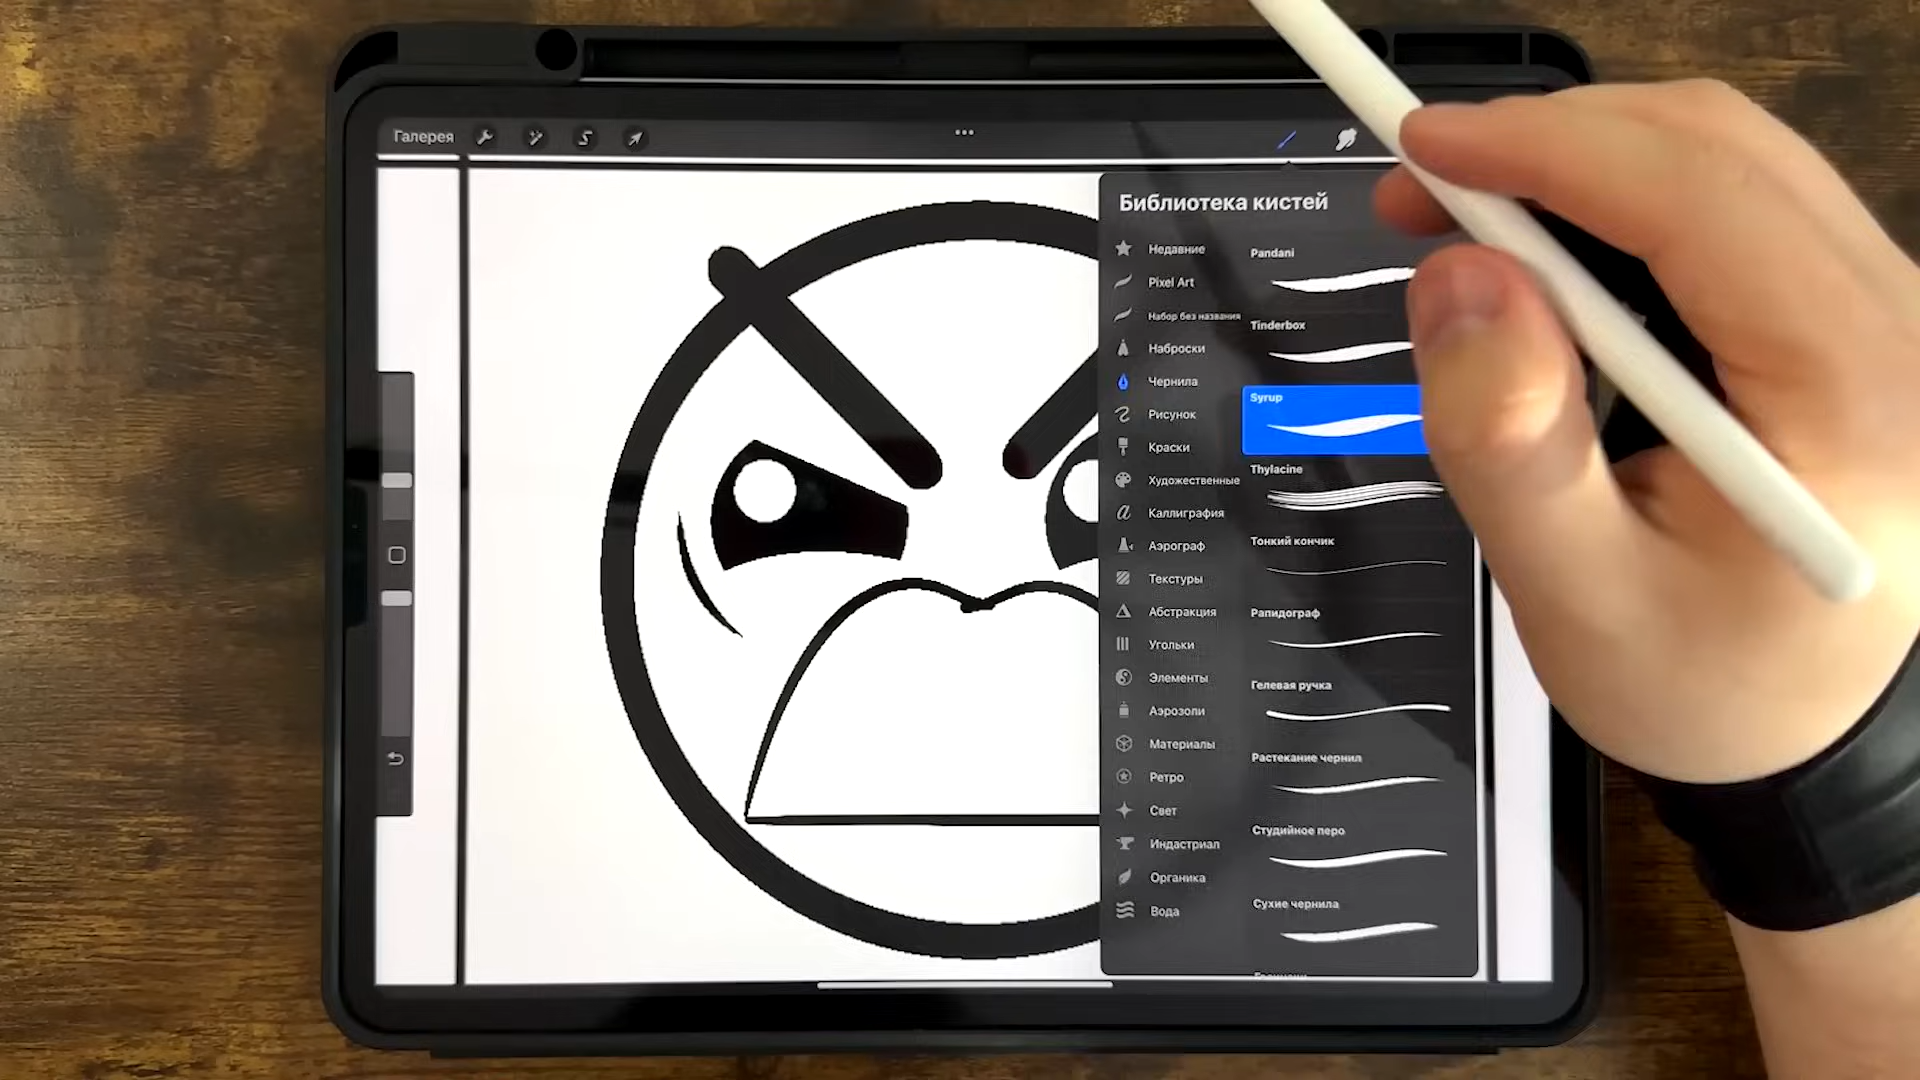 Галерея
Библиотека кистей
Недавние
Pixel Art
Набор без названия
Наброски
Чернила
Рисунок
Краски
Художественные
Каллиграфия
Аэрограф
Текстуры
Абстракция
Угольки
Элементы
Аэрозоли
Материалы
Ретро
Свет
Индастриал
Органика
Вода
Pandani
Tinderbox
Syrup
Thylacine
Тонкий кончик
Рапидограф
Гелевая ручка
Растекание чернил
Студийное перо
Сухие чернила